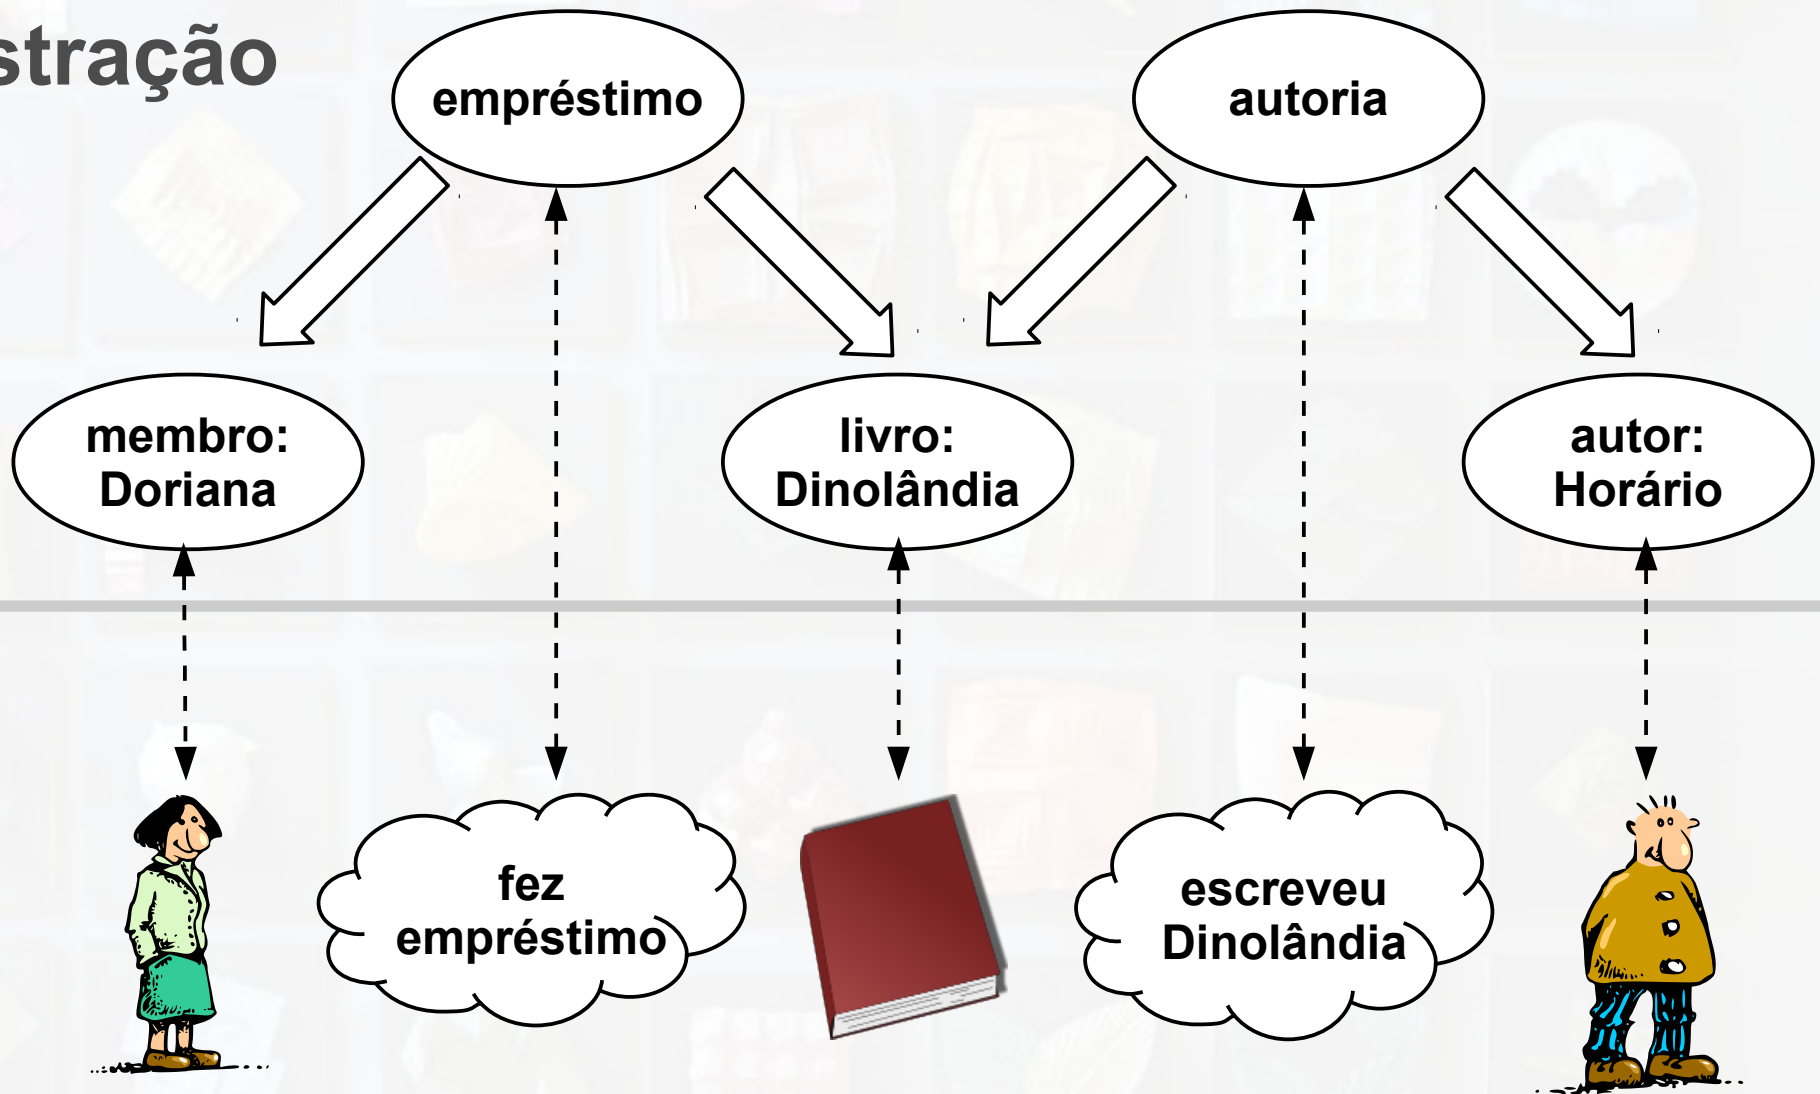 stração
empréstimo
autoria
membro:
Doriana
livro:
Dinolândia
autor:
Horário
fez
empréstimo
escreveu
Dinolândia